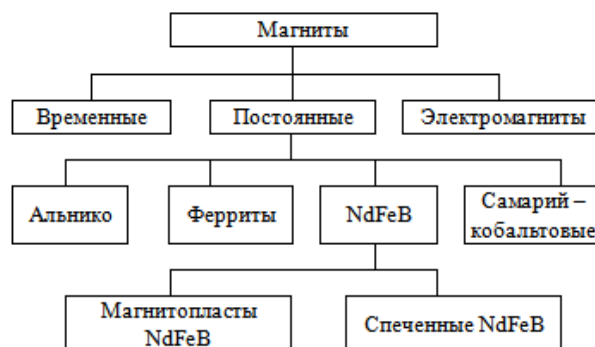 Магниты
Временные
Постоянные
Электромагниты
Альнико
Ферриты
NdFeB
Самарий –
кобальтовые
Магнитопласты
NdFeB
Спеченные NdFeB